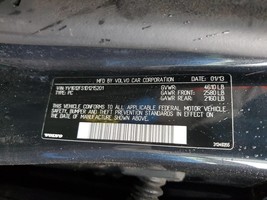 MFD BY VOLVO CAR CORPORATION DATE: 01/13
VIN: GVWR: 4610 LB
TYPE: PC GAWR FRONT: 2580 LB
GAWR REAR: 2160 LB
THIS VEHICLE CONFORMS TO ALL APPLICABLE U.S. FEDERAL MOTOR VEHICLE
SAFETY BUMPER AND THEFT PREVENTION STANDARDS IN EFFECT ON THE
DATE OF MANUFACTURE SHOWN ABOVE.
VOLVO